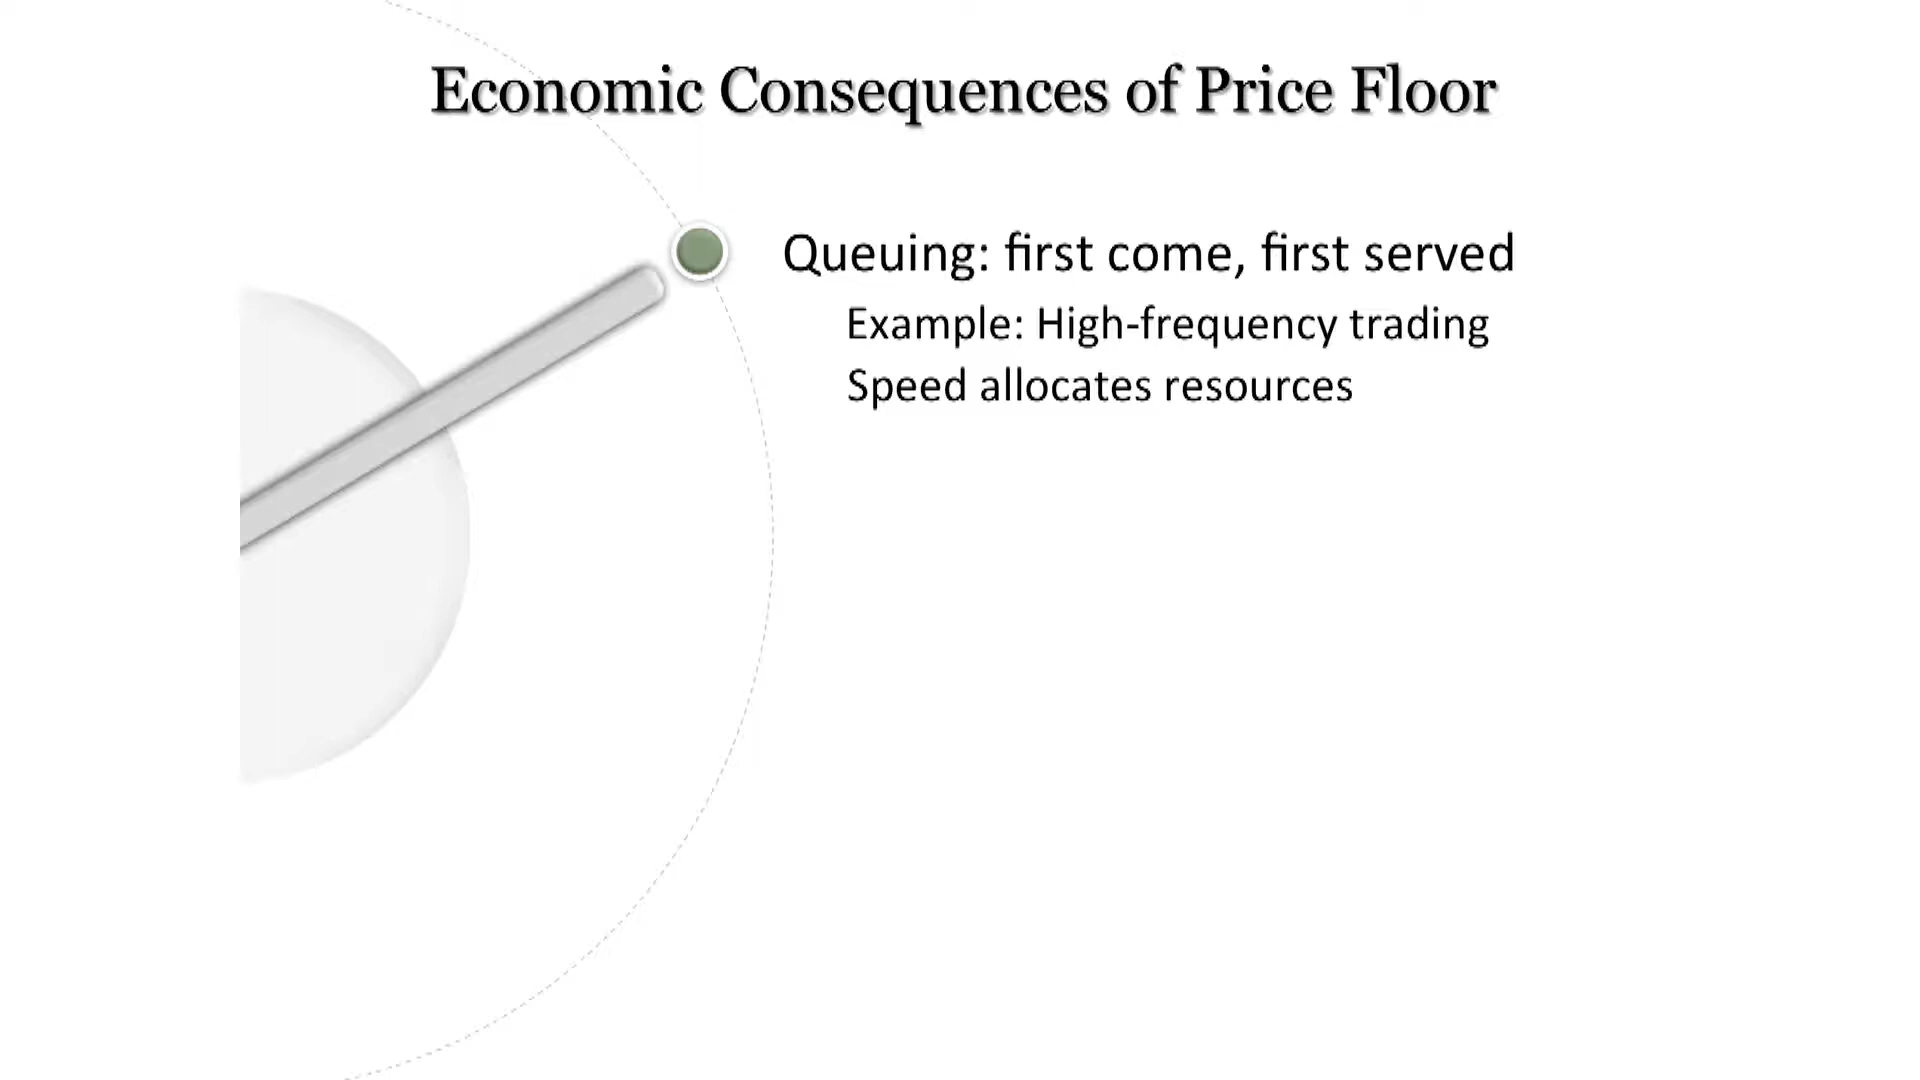 Economic Consequences of Price Floor
Queuing: first come, first served
Example: High-frequency trading
Speed allocates resources